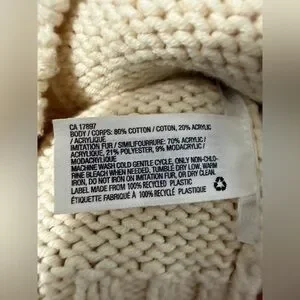 CA 17897
BODY / CORPS: 80% COTTON / COTON, 20% ACRYLIC
/ ACRYLIQUE
IMITATION FUR / SIMILIFOURRURE: 70% ACRYLIC /
ACRYLIQUE, 21% POLYESTER, 9% MODACRYLIC /
MODACRYLIQUE
MACHINE WASH COLD GENTLE CYCLE, ONLY NON-CHLO-
RINE BLEACH WHEN NEEDED, TUMBLE DRY LOW, WARM
IRON, DO NOT IRON ON IMITATION FUR, OR DRY CLEAN.
LABEL MADE FROM 100% RECYCLED PLASTIC
ÉTIQUETTE FABRIQUÉ À 100% RECYCLÉ PLASTIQUE